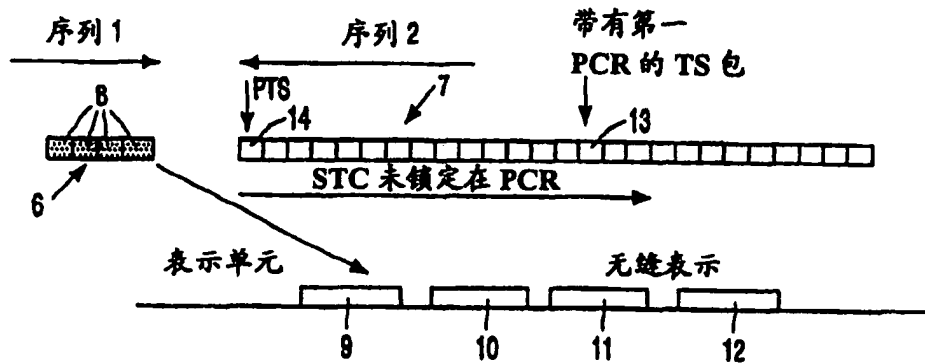 序列 1
序列 2
带有第一
PCR 的 TS 包
PTS
8
7
14
13
6
STC 未锁定在 PCR
表示单元
无缝表示
9
10
11
12